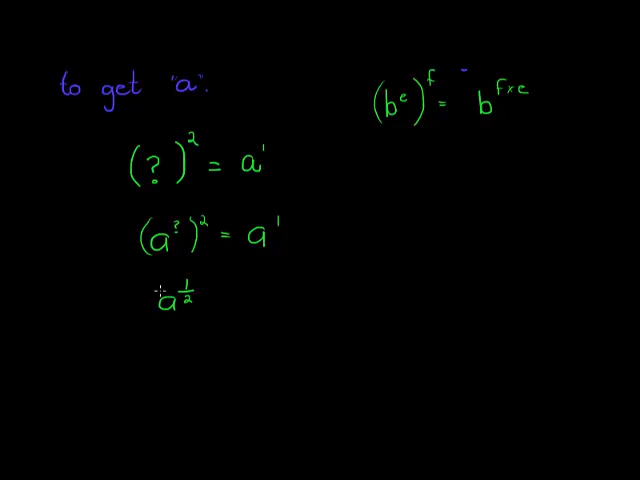 to get "a".
(b^e)^f = b^{f×e}
(?)^2 = a^1
(a^?)^2 = a^1
a^{1/2}